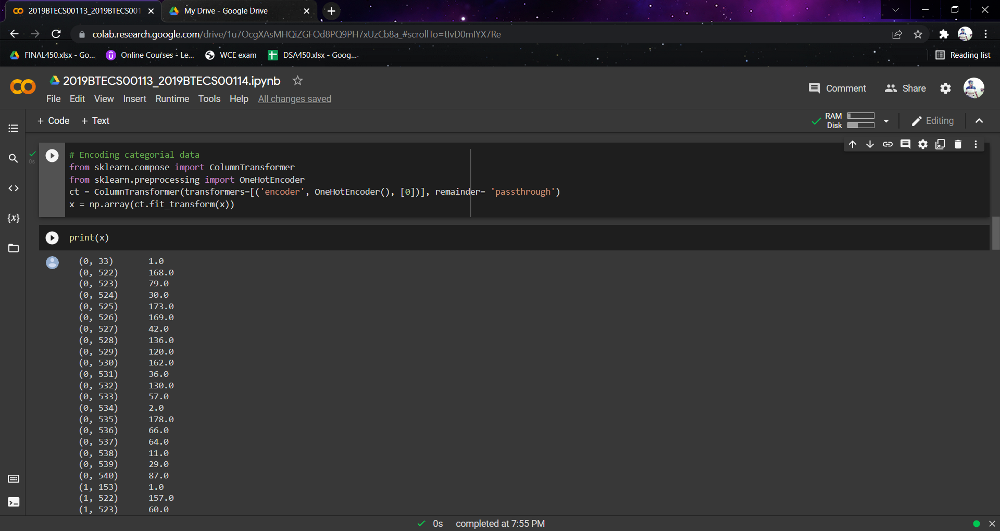 2019BTECS00113_2019BTECS001
My Drive - Google Drive
colab.research.google.com/drive/1u7OcgXAsMHQiZGFOd8PQ9PH7xUzCb8a_#scrollTo=tIvD0mlYX7Re
FINAL450.xlsx - Go...
Online Courses - Le...
WCE exam
DSA450.xlsx - Goog...
Reading list
2019BTECS00113_2019BTECS00114.ipynb
Comment
Share
File Edit View Insert Runtime Tools Help All changes saved
+ Code + Text
RAM
Disk
Editing
0s
# Encoding categorial data
from sklearn.compose import ColumnTransformer
from sklearn.preprocessing import OneHotEncoder
ct = ColumnTransformer(transformers=[('encoder', OneHotEncoder(), [0])], remainder= 'passthrough')
x = np.array(ct.fit_transform(x))
print(x)
(0, 33) 1.0
(0, 522) 168.0
(0, 523) 79.0
(0, 524) 30.0
(0, 525) 173.0
(0, 526) 169.0
(0, 527) 42.0
(0, 528) 136.0
(0, 529) 120.0
(0, 530) 162.0
(0, 531) 36.0
(0, 532) 130.0
(0, 533) 57.0
(0, 534) 2.0
(0, 535) 178.0
(0, 536) 66.0
(0, 537) 64.0
(0, 538) 11.0
(0, 539) 29.0
(0, 540) 87.0
(1, 153) 1.0
(1, 522) 157.0
(1, 523) 60.0
0s completed at 7:55 PM